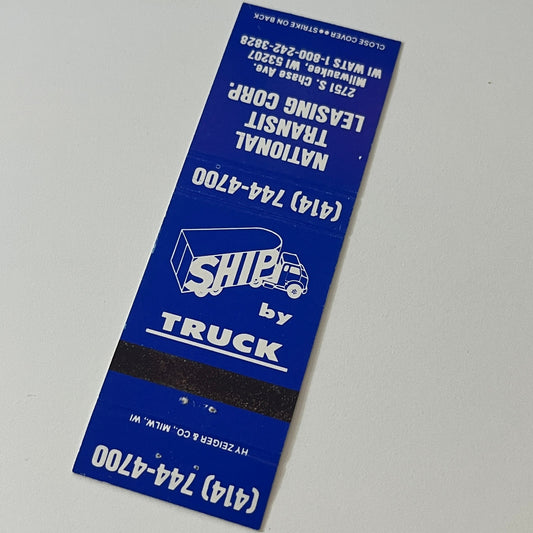 CLOSE COVER●●STRIKE ON BACK
NATIONAL
TRANSIT
LEASING CORP.
2751 S. Chase Ave.
Milwaukee, WI 53207
WI WATS 1-800-242-3828
(414) 744-4700
SHIP
by
TRUCK
HY ZEIGER & CO., MILW., WI
(414) 744-4700